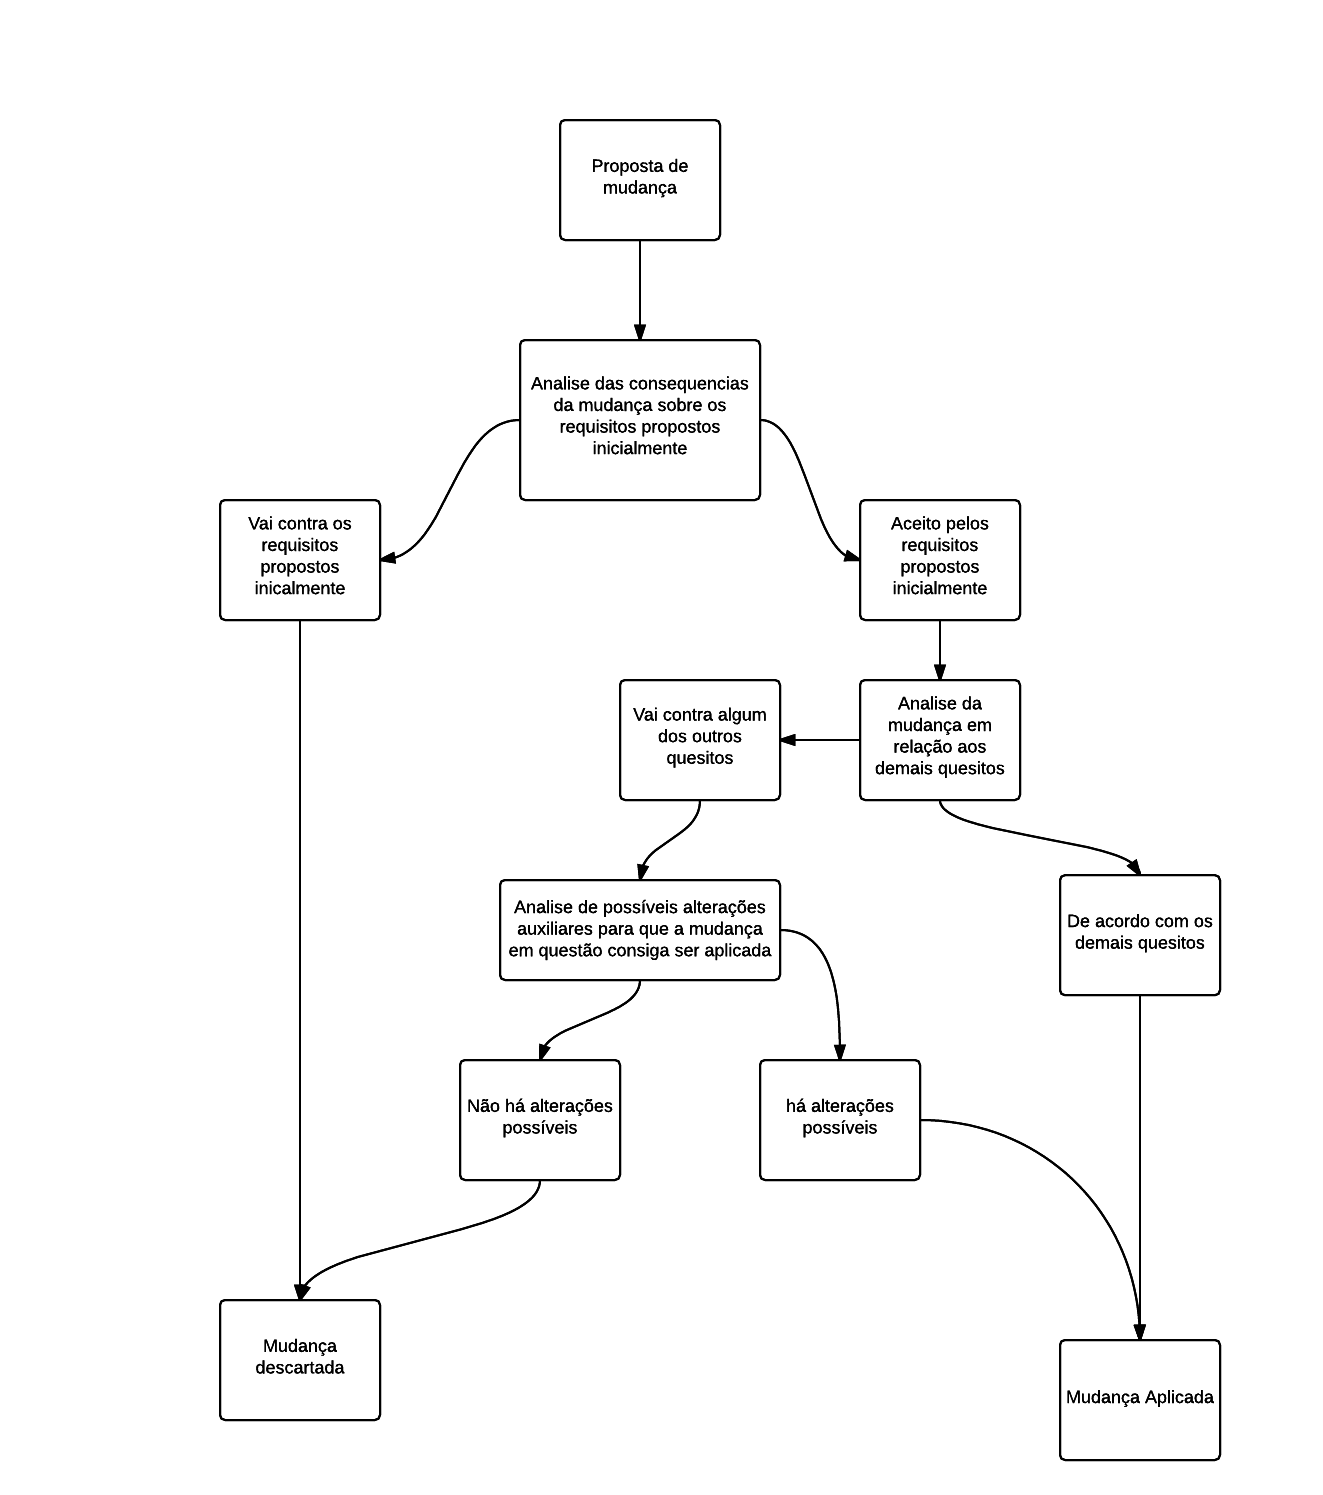 Proposta de
mudança
Analise das consequencias
da mudança sobre os
requisitos propostos
inicialmente
Vai contra os
requisitos
propostos
inicalmente
Aceito pelos
requisitos
propostos
inicialmente
Vai contra algum
dos outros
quesitos
Analise da
mudança em
relação aos
demais quesitos
Analise de possíveis alterações
auxiliares para que a mudança
em questão consiga ser aplicada
De acordo com os
demais quesitos
Não há alterações
possíveis
há alterações
possíveis
Mudança
descartada
Mudança Aplicada